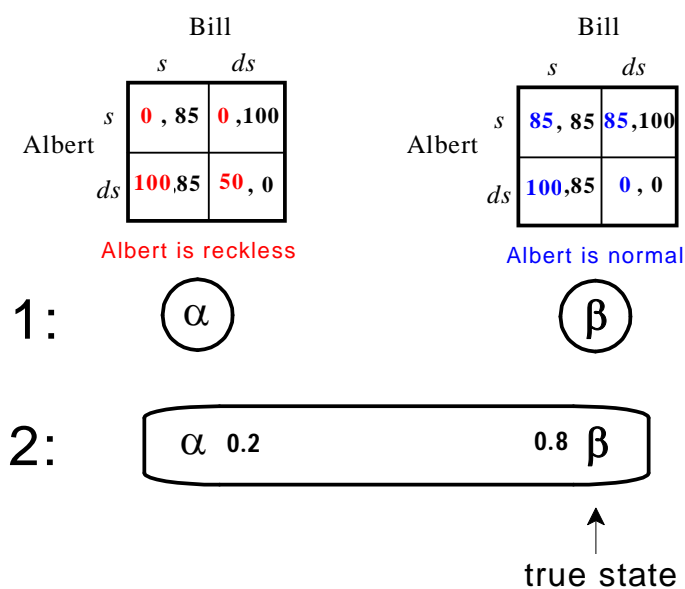 Bill Bill
s ds s ds
Albert s 0 , 85 0 ,100 Albert s 85, 85 85,100
ds 100,85 50 , 0 ds 100,85 0 , 0
Albert is reckless Albert is normal
1: α β
2: α 0.2 0.8 β
true state